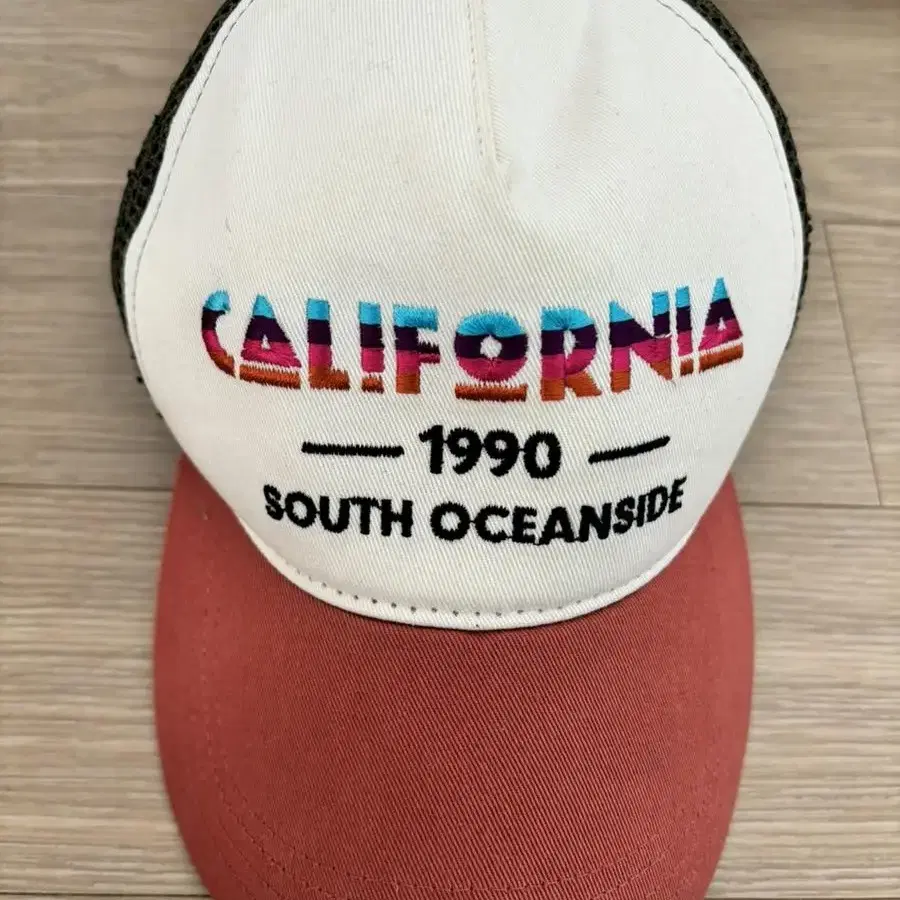 CALIFORNIA
— 1990 —
SOUTH OCEANSIDE